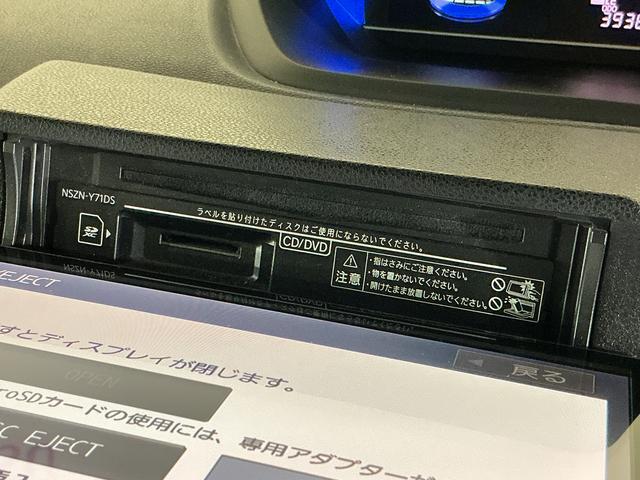 3938
NSZN-Y71DS
SD
XC
ラベルを貼り付けたディスクはご使用にならないでください。
CD/DVD
注意
・指はさみにご注意ください。
・物を置かないでください。
・開けたまま放置しないでください。
EJECT
すとディスプレイが閉じます。
戻る
OPEN
roSDカードの使用には、専用アダプターが
C EJECT